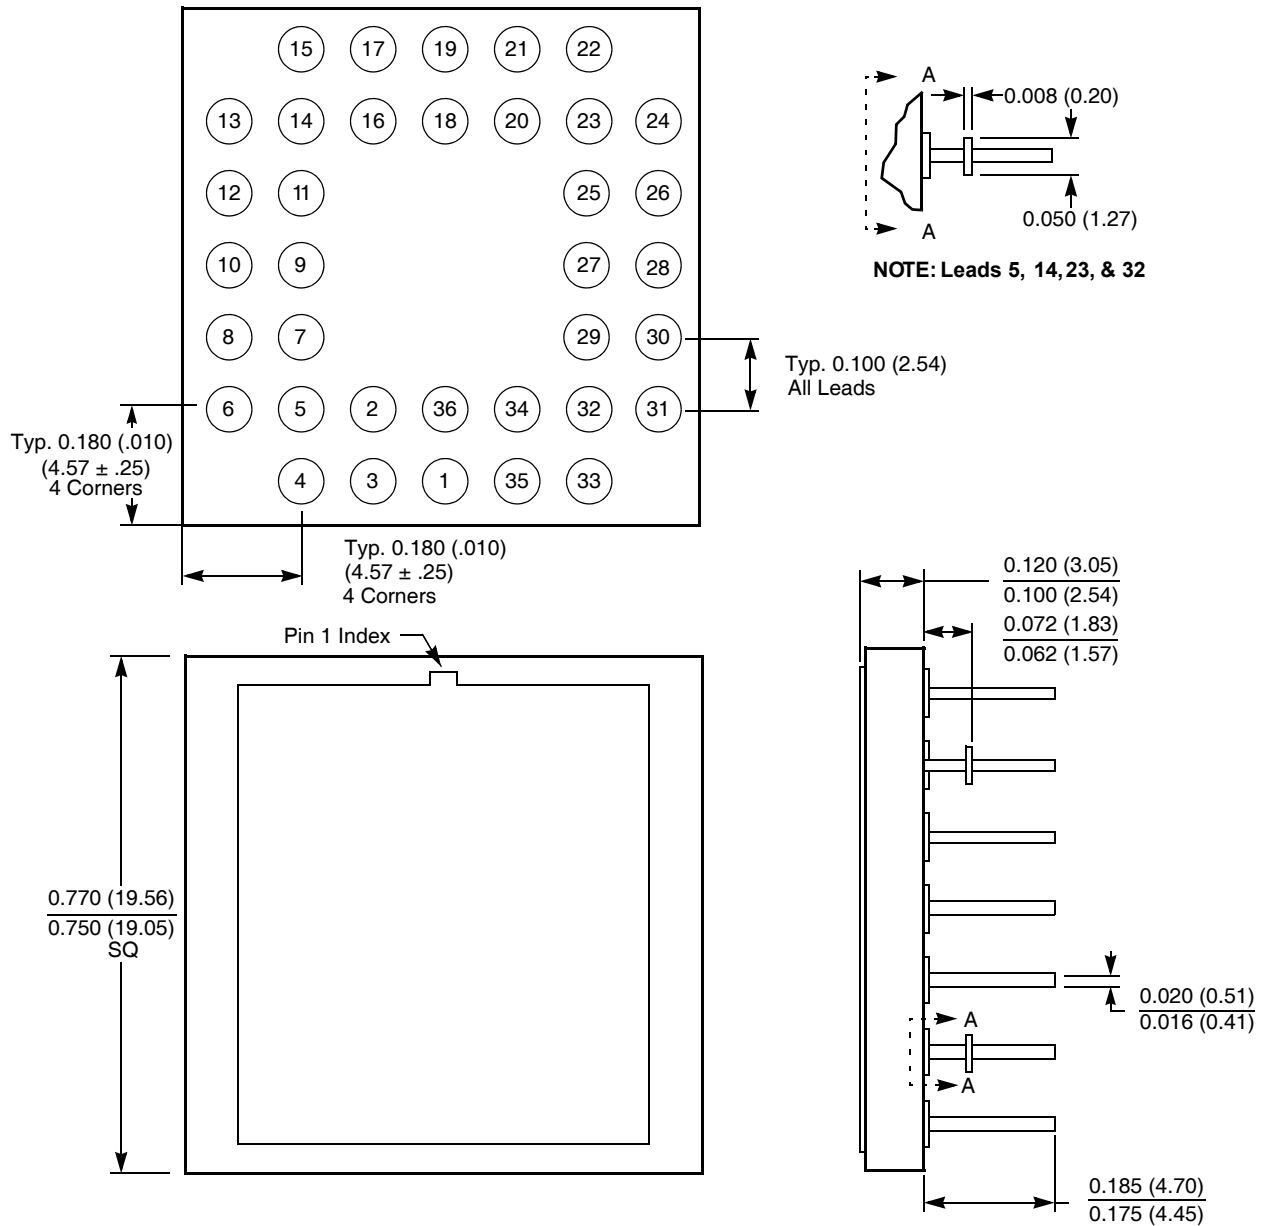 15 17 19 21 22
13 14 16 18 20 23 24
12 11 25 26
10 9 27 28
8 7 29 30
6 5 2 36 34 32 31
4 3 1 35 33
Typ. 0.180 (.010)
(4.57 ± .25)
4 Corners
Typ. 0.180 (.010)
(4.57 ± .25)
4 Corners
Typ. 0.100 (2.54)
All Leads
A
0.008 (0.20)
0.050 (1.27)
A
NOTE: Leads 5, 14, 23, & 32
Pin 1 Index
0.770 (19.56)
0.750 (19.05)
SQ
0.120 (3.05)
0.100 (2.54)
0.072 (1.83)
0.062 (1.57)
0.020 (0.51)
0.016 (0.41)
A
A
0.185 (4.70)
0.175 (4.45)